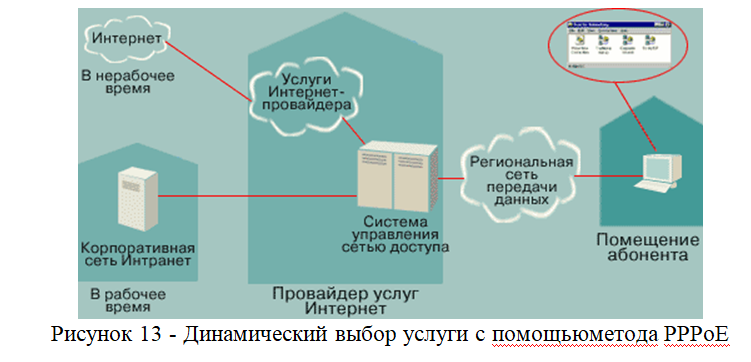 Интернет
В нерабочее
время
Услуги
Интернет-
провайдера
Региональная
сеть
передачи
данных
Корпоративная
сеть Интранет
Система
управления
сетью доступа
Помещение
абонента
В рабочее
время
Провайдер услуг
Интернет
Рисунок 13 - Динамический выбор услуги с помощьюметода PPPoE